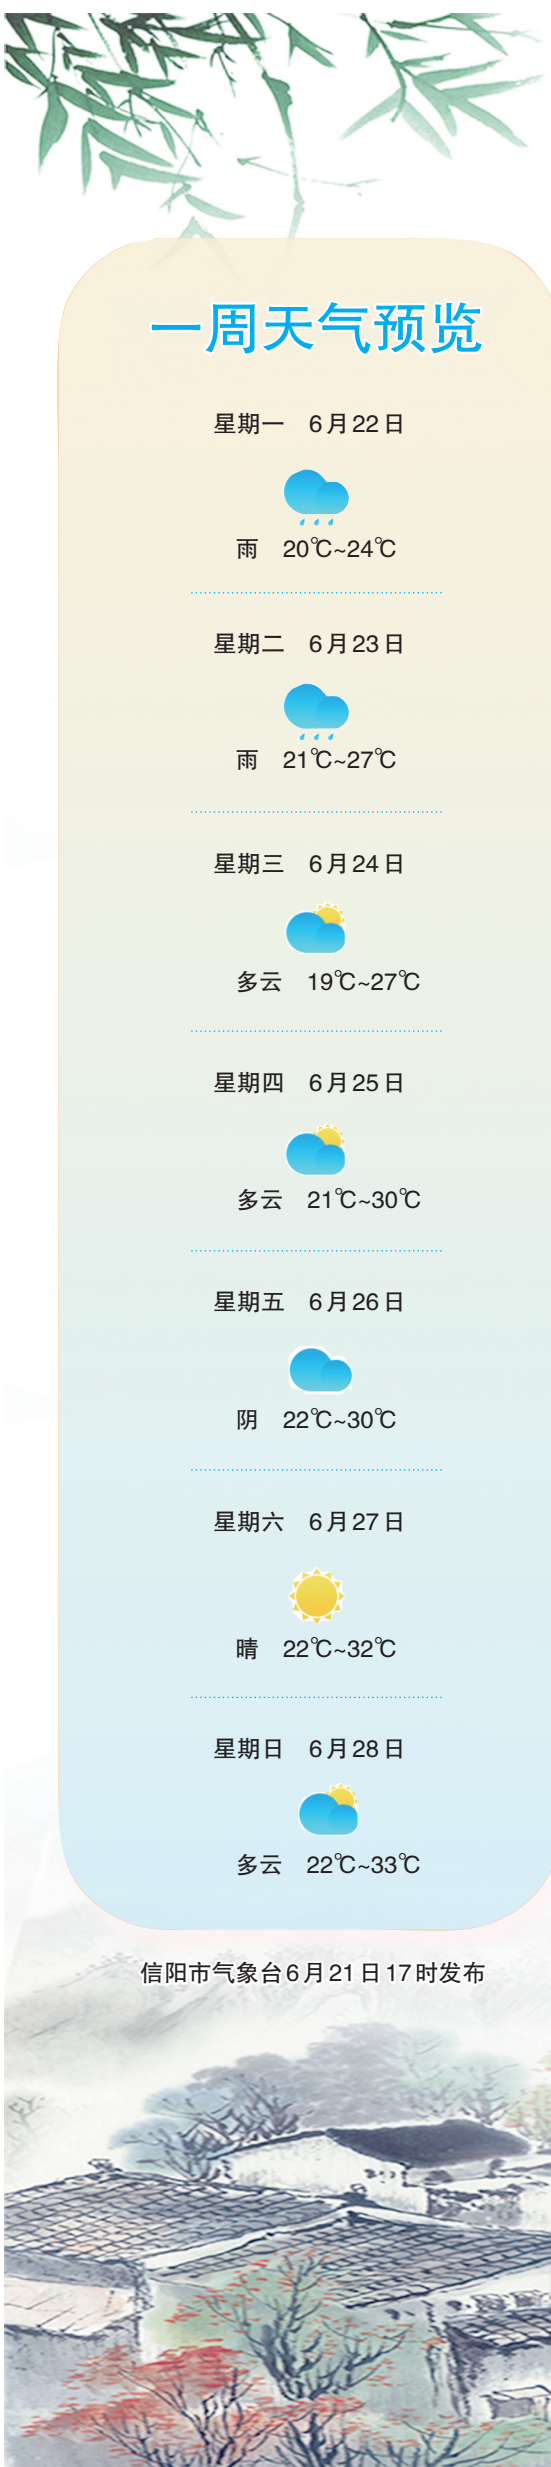 一周天气预览
星期一 6月22日
雨 20℃~24℃
星期二 6月23日
雨 21℃~27℃
星期三 6月24日
多云 19℃~27℃
星期四 6月25日
多云 21℃~30℃
星期五 6月26日
阴 22℃~30℃
星期六 6月27日
晴 22℃~32℃
星期日 6月28日
多云 22℃~33℃
信阳市气象台6月21日17时发布